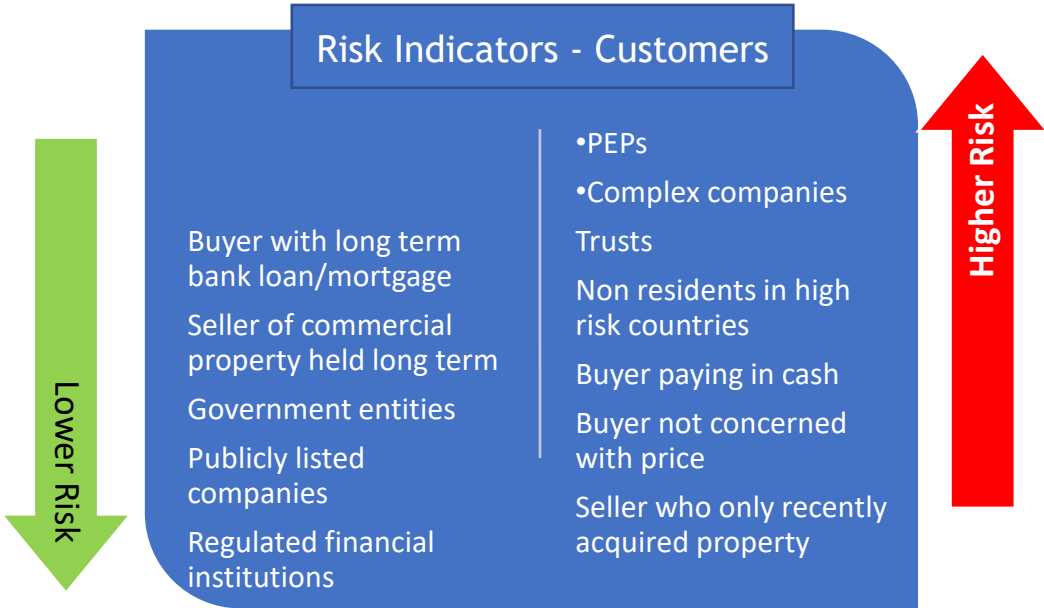 Risk Indicators - Customers
Lower Risk
Buyer with long term
bank loan/mortgage
Seller of commercial
property held long term
Government entities
Publicly listed
companies
Regulated financial
institutions
•PEPs
•Complex companies
Trusts
Non residents in high
risk countries
Buyer paying in cash
Buyer not concerned
with price
Seller who only recently
acquired property
Higher Risk